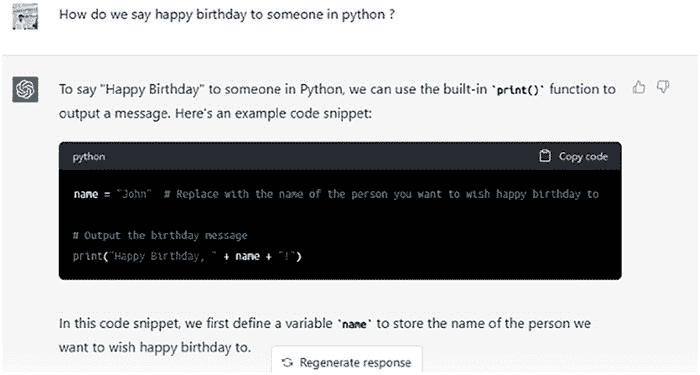 How do we say happy birthday to someone in python ?
To say "Happy Birthday" to someone in Python, we can use the built-in `print()` function to
output a message. Here's an example code snippet:
python
Copy code
name = "John"  # Replace with the name of the person you want to wish happy birthday to
# Output the birthday message
print("Happy Birthday, " + name + "!")
In this code snippet, we first define a variable `name` to store the name of the person we
want to wish happy birthday to.
Regenerate response